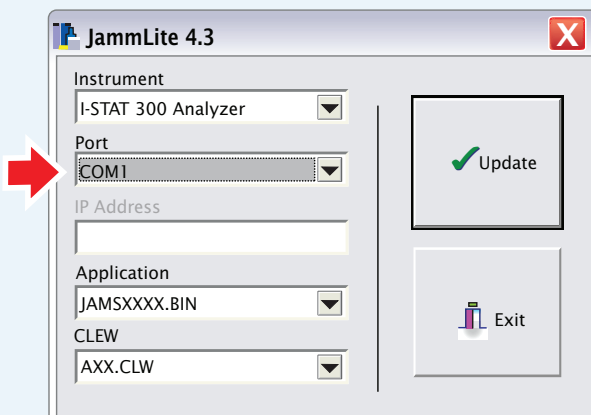 JammLite 4.3
Instrument
I-STAT 300 Analyzer
Port
COM1
IP Address
Application
JAMSXXXX.BIN
CLEW
AXX.CLW
Update
Exit